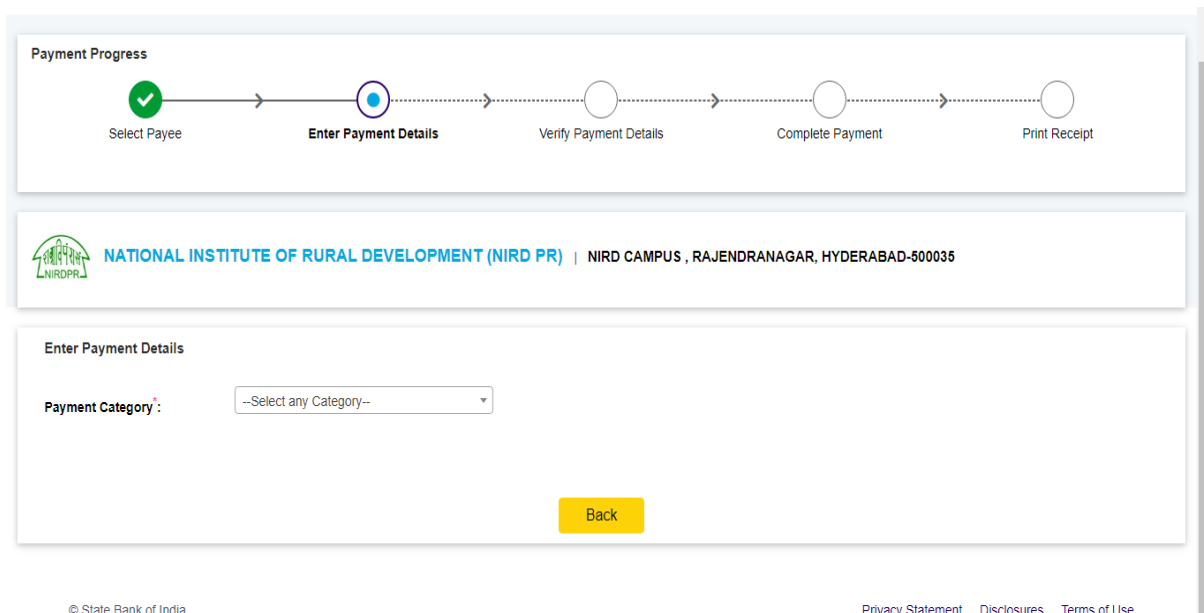 Payment Progress
Select Payee
Enter Payment Details
Verify Payment Details
Complete Payment
Print Receipt
NIRDPR
NATIONAL INSTITUTE OF RURAL DEVELOPMENT (NIRD PR) | NIRD CAMPUS , RAJENDRANAGAR, HYDERABAD-500035
Enter Payment Details
Payment Category*:
--Select any Category--
Back
© State Bank of India
Privacy Statement Disclosures Terms of Use